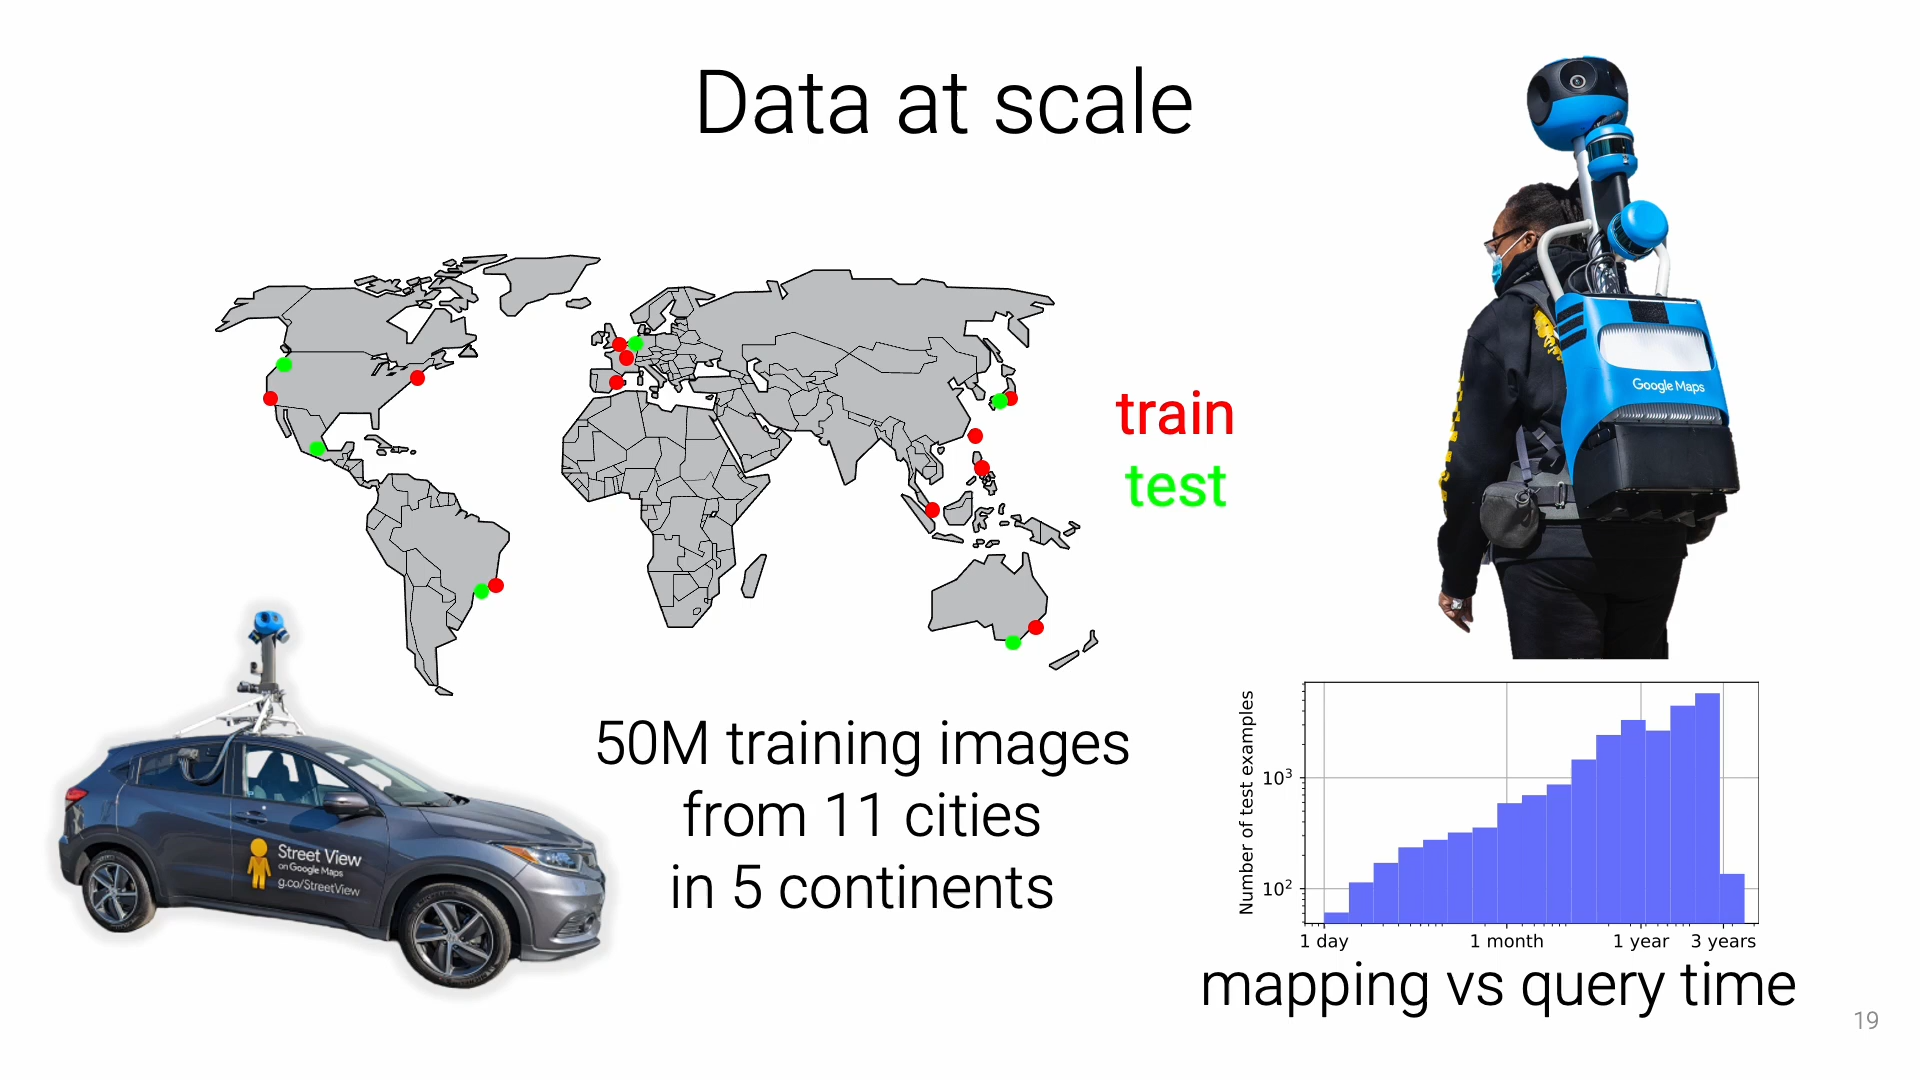 Data at scale
Google Maps
train
test
50M training images
from 11 cities
in 5 continents
Street View
on Google Maps
g.co/StreetView
Number of test examples
10³
10²
1 day 1 month 1 year 3 years
mapping vs query time
19